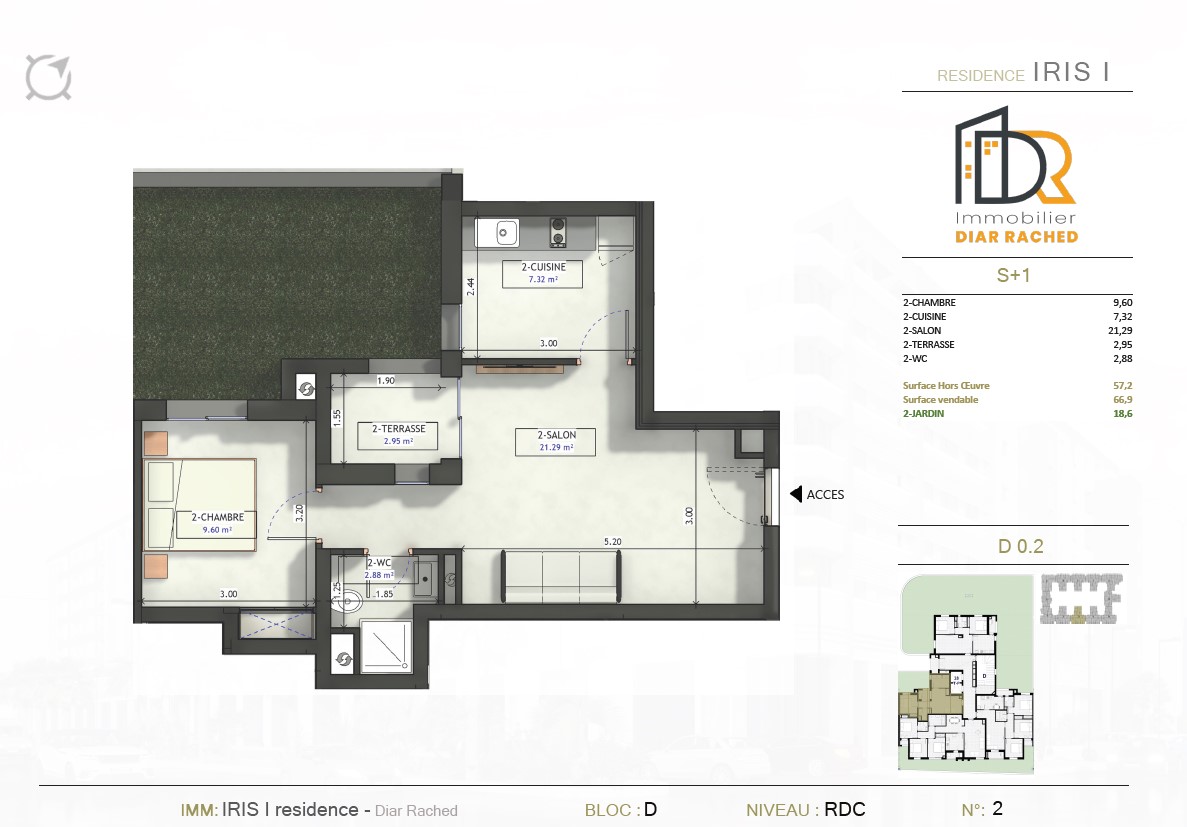 RESIDENCE IRIS I
Immobilier
DIAR RACHED
S+1
2-CHAMBRE 9,60
2-CUISINE 7,32
2-SALON 21,29
2-TERRASSE 2,95
2-WC 2,88
Surface Hors Œuvre 57,2
Surface vendable 66,9
2-JARDIN 18,6
2-CUISINE
7.32 m²
2.44
3.00
1.90
1.55
2-TERRASSE
2.95 m²
2-SALON
21.29 m²
ACCES
2-CHAMBRE
9.60 m²
3.20
3.00
3.00
5.20
2-WC
2.88 m²
1.25
1.85
D 0.2
D
IMM: IRIS I residence - Diar Rached
BLOC : D
NIVEAU : RDC
N°: 2